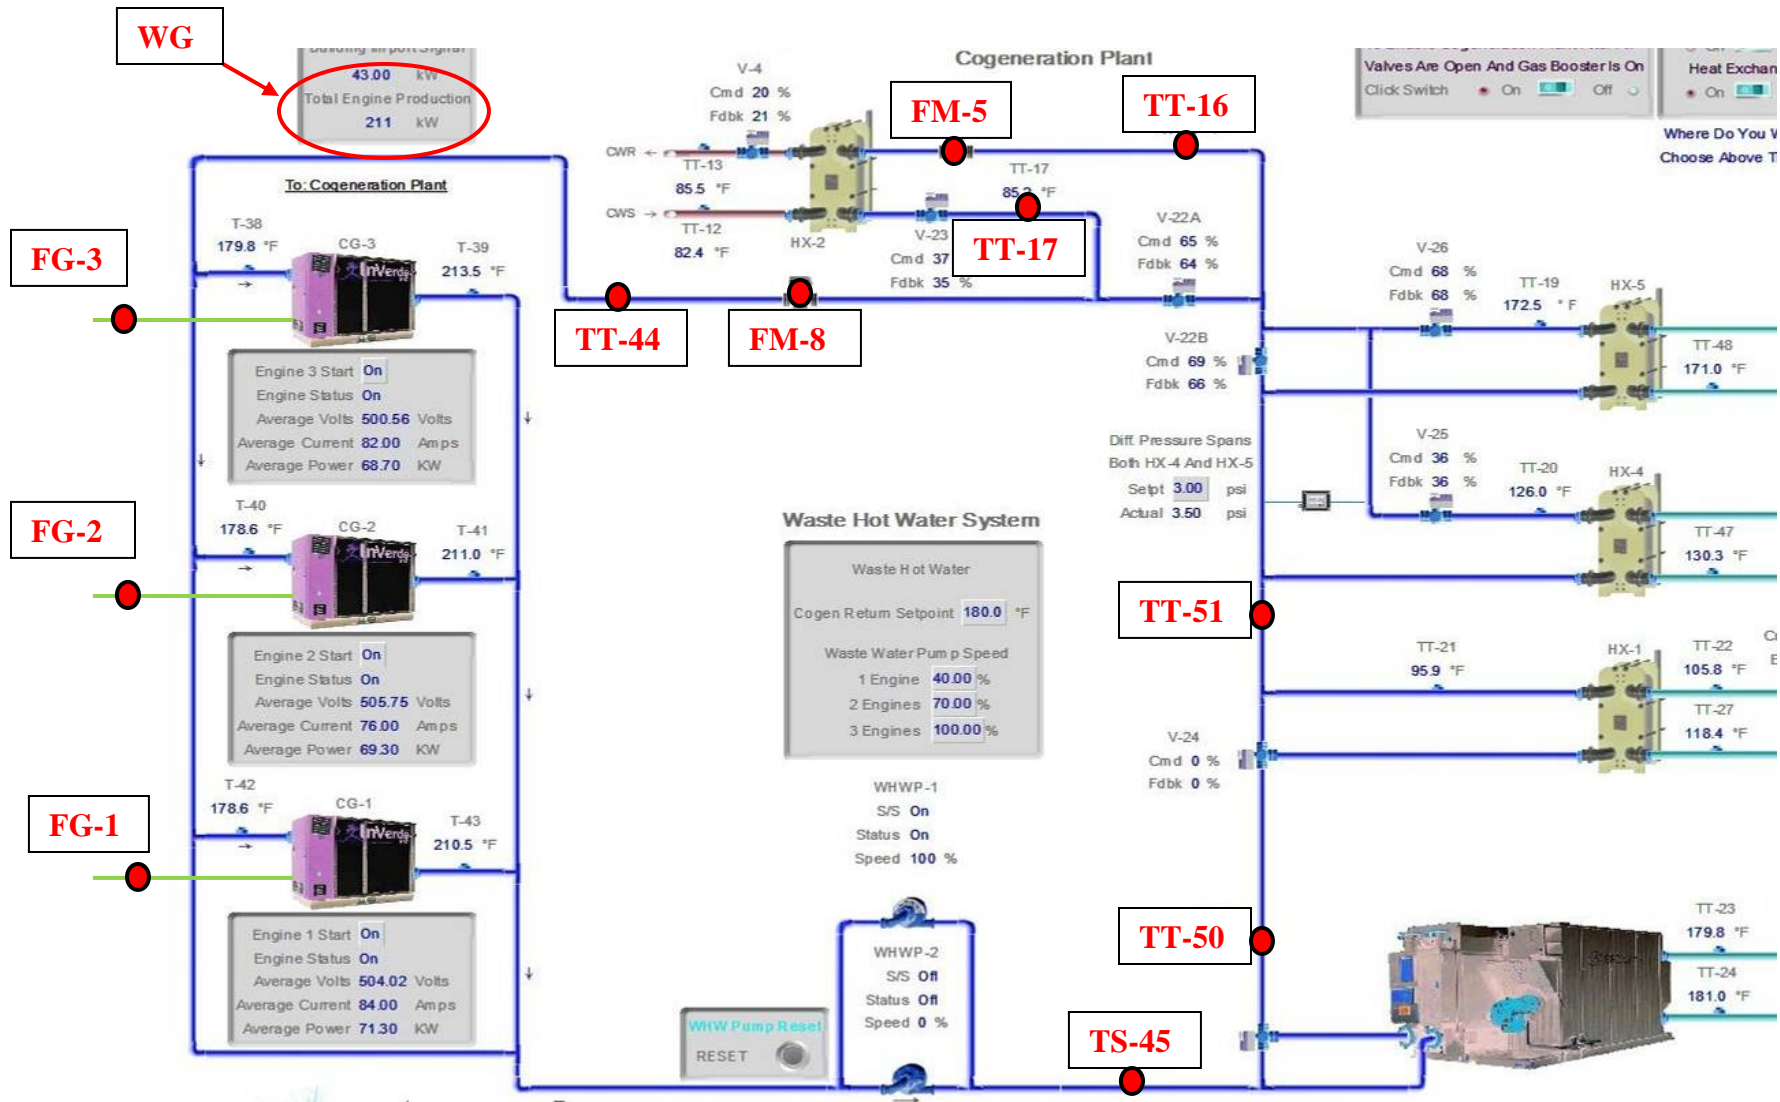 WG
Building Import Signal
43.00 kW
Total Engine Production
211 kW
To: Cogeneration Plant
Cogeneration Plant
V-4
Cmd 20 %
Fdbk 21 %
FM-5
TT-16
Valves Are Open And Gas Booster Is On
Click Switch On Off
Heat Exchan
On
Where Do You W
Choose Above T
CWR ←
TT-13
85.5 °F
CWS →
TT-12
82.4 °F
HX-2
TT-17
85.2 °F
V-23
Cmd 37
Fdbk 35 %
TT-17
V-22A
Cmd 65 %
Fdbk 64 %
TT-44
FM-8
V-22B
Cmd 69 %
Fdbk 66 %
V-26
Cmd 68 %
Fdbk 68 %
TT-19
172.5 °F
HX-5
TT-48
171.0 °F
FG-3
T-38
179.8 °F
CG-3
InVerde
T-39
213.5 °F
Engine 3 Start On
Engine Status On
Average Volts 500.56 Volts
Average Current 82.00 Amps
Average Power 68.70 KW
Diff. Pressure Spans
Both HX-4 And HX-5
Setpt 3.00 psi
Actual 3.50 psi
V-25
Cmd 36 %
Fdbk 36 %
TT-20
126.0 °F
HX-4
TT-47
130.3 °F
FG-2
T-40
178.6 °F
CG-2
InVerde
T-41
211.0 °F
Engine 2 Start On
Engine Status On
Average Volts 505.75 Volts
Average Current 76.00 Amps
Average Power 69.30 KW
Waste Hot Water System
Waste Hot Water
Cogen Return Setpoint 180.0 °F
Waste Water Pump Speed
1 Engine 40.00 %
2 Engines 70.00 %
3 Engines 100.00 %
TT-51
TT-21
95.9 °F
HX-1
TT-22
105.8 °F
TT-27
118.4 °F
V-24
Cmd 0 %
Fdbk 0 %
FG-1
T-42
178.6 °F
CG-1
InVerde
T-43
210.5 °F
Engine 1 Start On
Engine Status On
Average Volts 504.02 Volts
Average Current 84.00 Amps
Average Power 71.30 KW
WHWP-1
S/S On
Status On
Speed 100 %
WHWP-2
S/S Off
Status Off
Speed 0 %
WHW Pump Reset
RESET
TT-50
TS-45
TT-23
179.8 °F
TT-24
181.0 °F